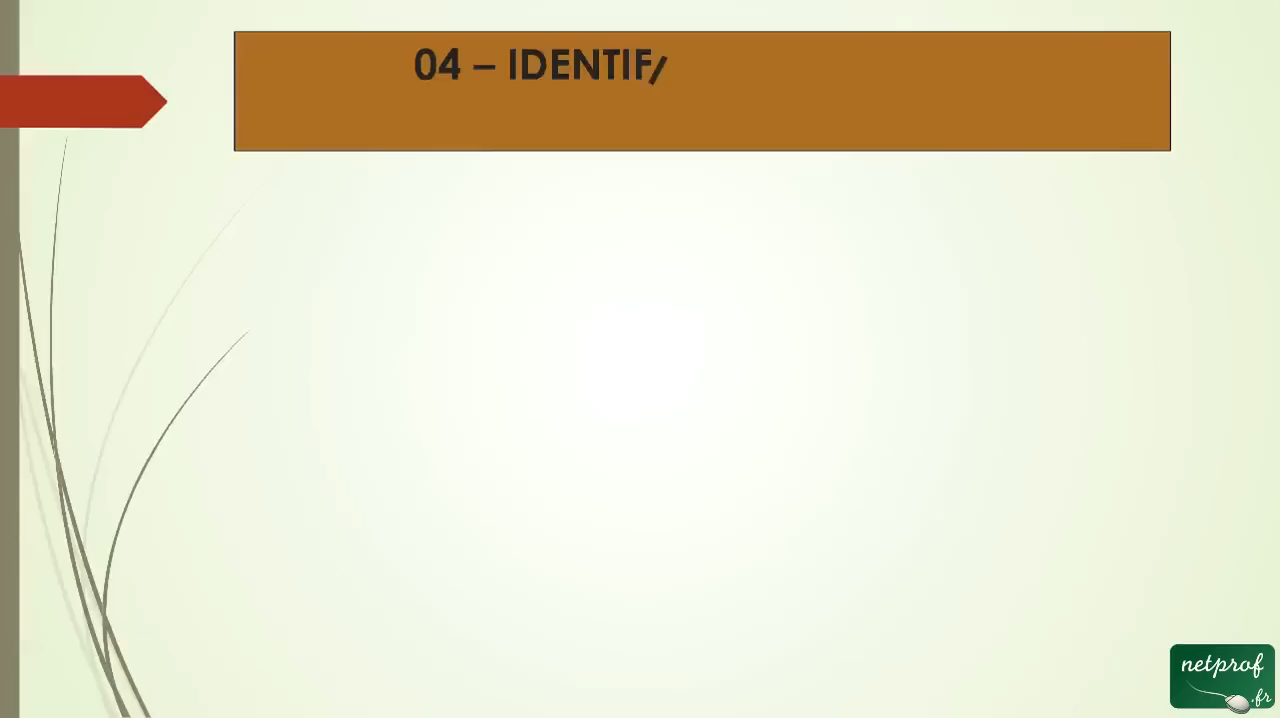 04 – IDENTIF
netprof
.fr